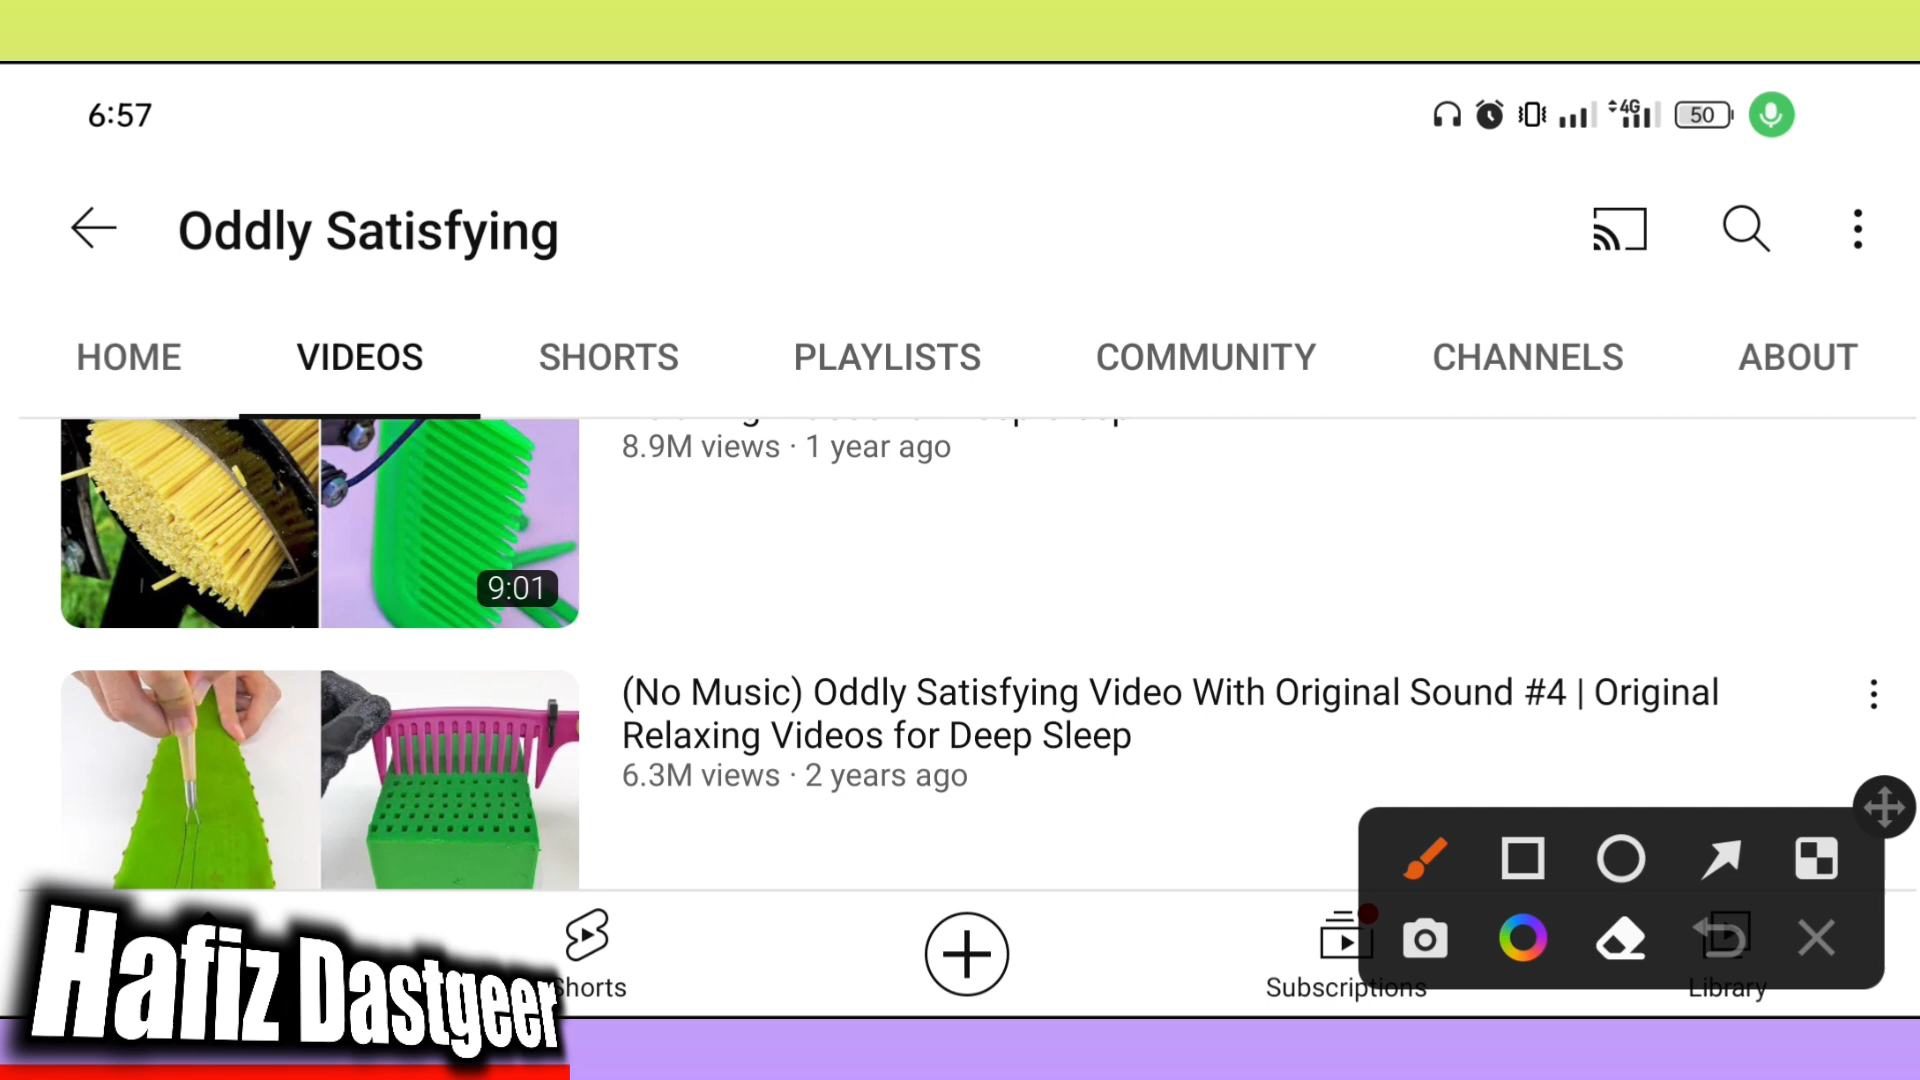 6:57
4G
50
Oddly Satisfying
HOME VIDEOS SHORTS PLAYLISTS COMMUNITY CHANNELS ABOUT
8.9M views · 1 year ago
9:01
(No Music) Oddly Satisfying Video With Original Sound #4 | Original
Relaxing Videos for Deep Sleep
6.3M views · 2 years ago
Shorts
Subscriptions
Library
Hafiz Dastgeer